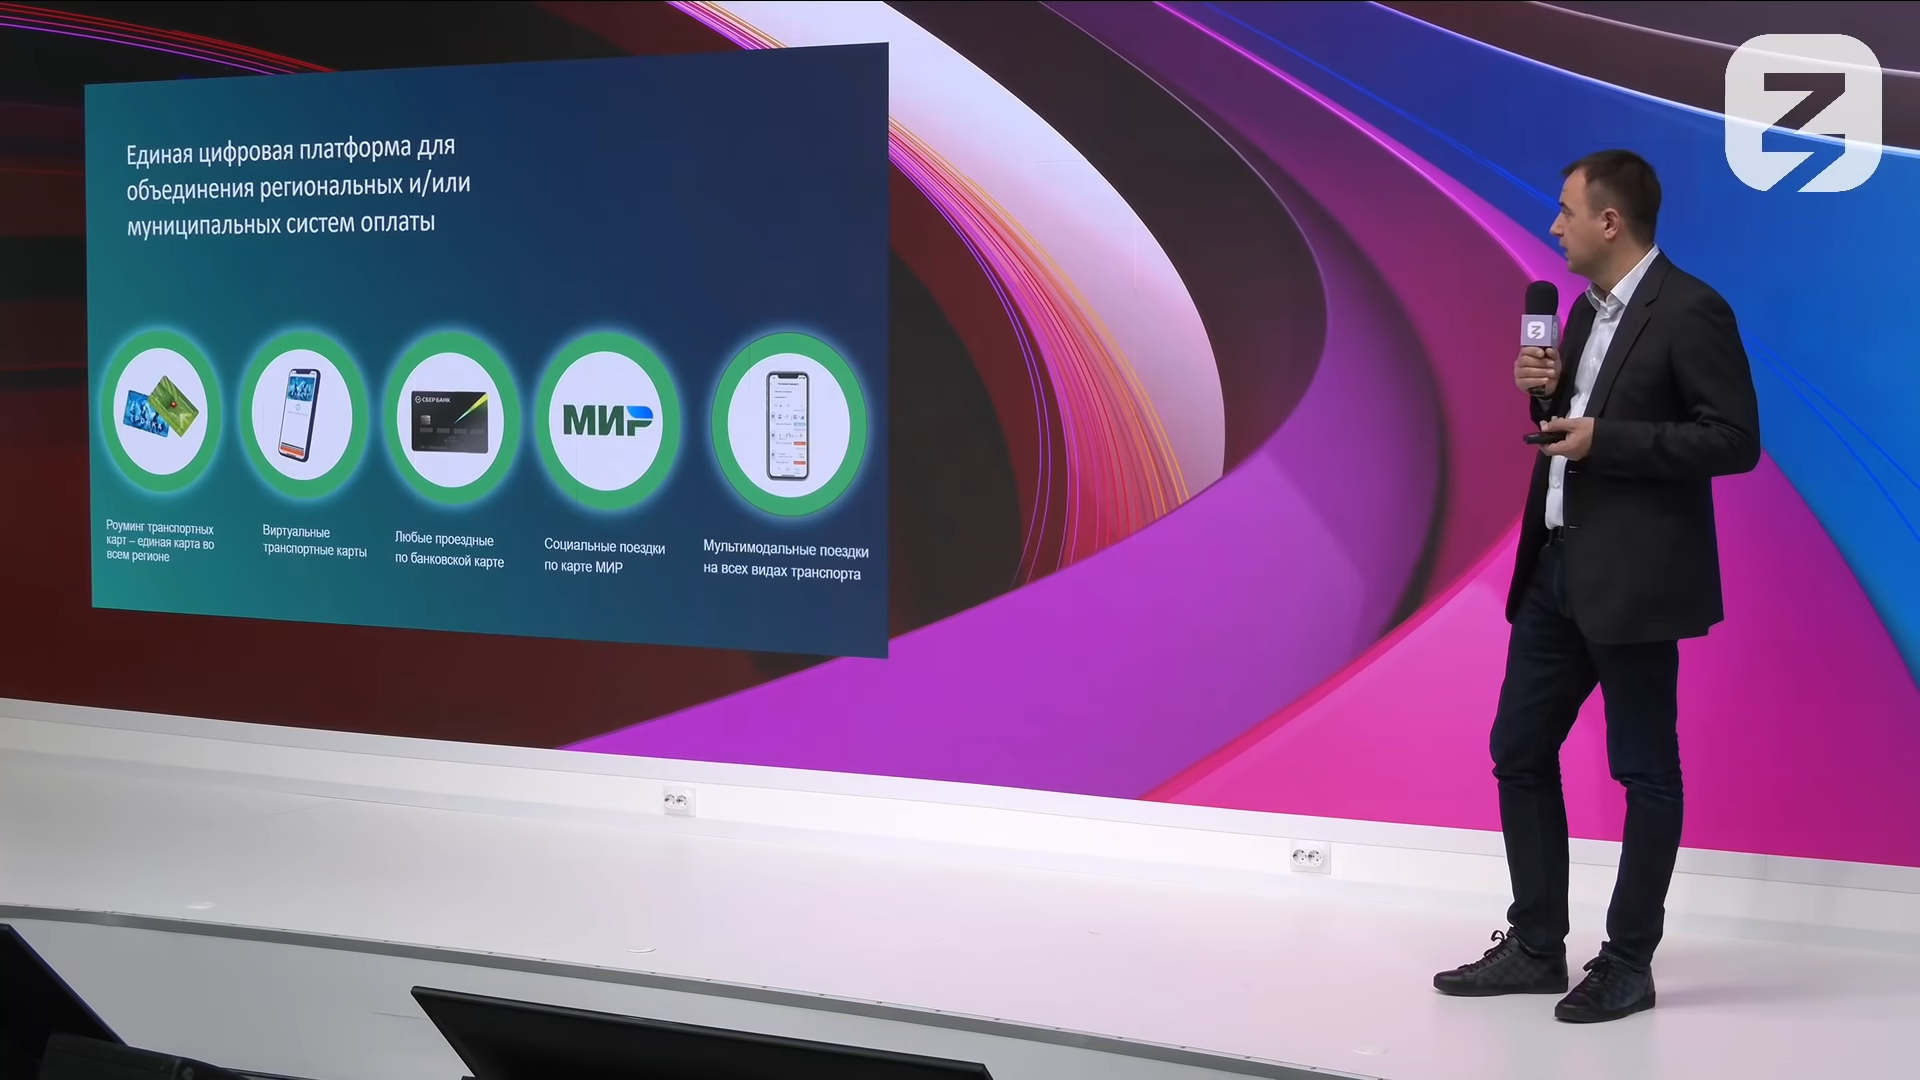 Единая цифровая платформа для
объединения региональных и/или
муниципальных систем оплаты
ТРОЙКА
СБЕРБАНК
МИР
Роуминг транспортных
карт – единая карта во
всем регионе
Виртуальные
транспортные карты
Любые проездные
по банковской карте
Социальные поездки
по карте МИР
Мультимодальные поездки
на всех видах транспорта